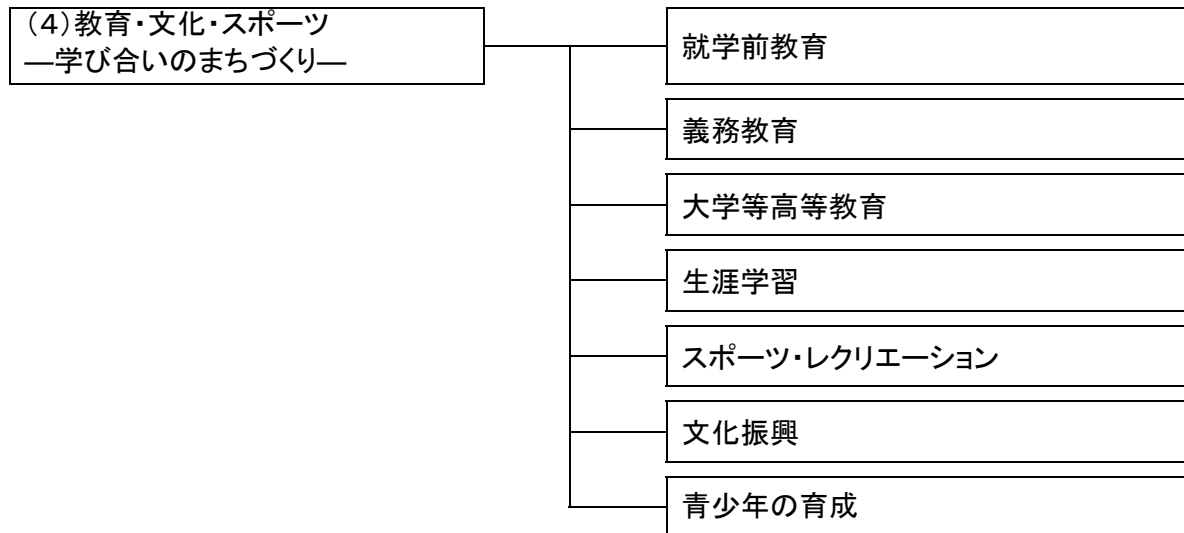 （４）教育・文化・スポーツ
―学び合いのまちづくり―
就学前教育
義務教育
大学等高等教育
生涯学習
スポーツ・レクリエーション
文化振興
青少年の育成